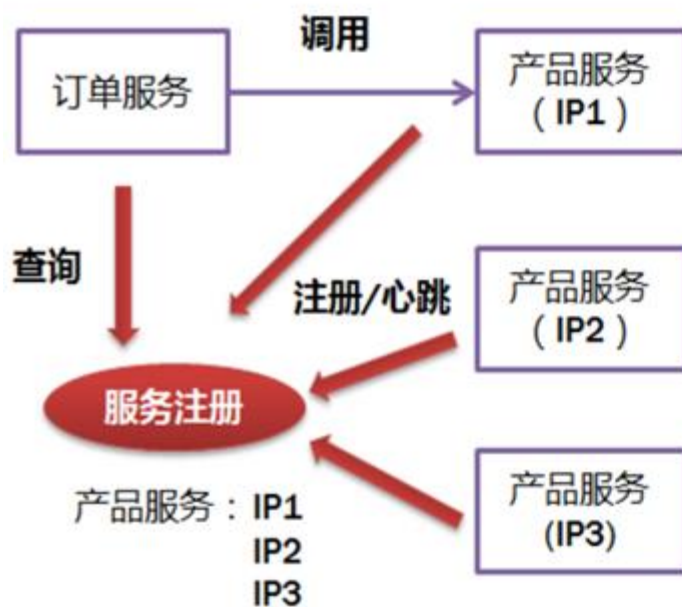 调用
订单服务
产品服务
（IP1）
查询
注册/心跳
产品服务
（IP2）
服务注册
产品服务：IP1
IP2
IP3
产品服务
(IP3)